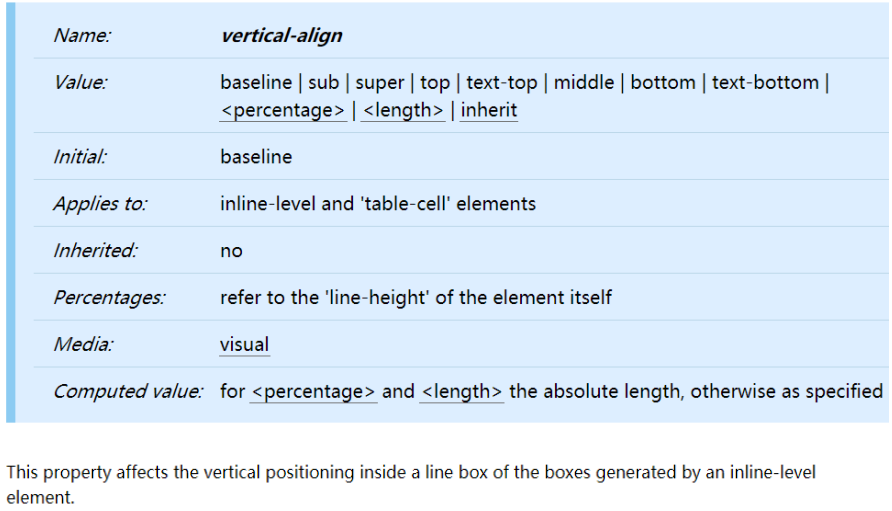 Name: vertical-align
Value: baseline | sub | super | top | text-top | middle | bottom | text-bottom |
<percentage> | <length> | inherit
Initial: baseline
Applies to: inline-level and 'table-cell' elements
Inherited: no
Percentages: refer to the 'line-height' of the element itself
Media: visual
Computed value: for <percentage> and <length> the absolute length, otherwise as specified
This property affects the vertical positioning inside a line box of the boxes generated by an inline-level
element.